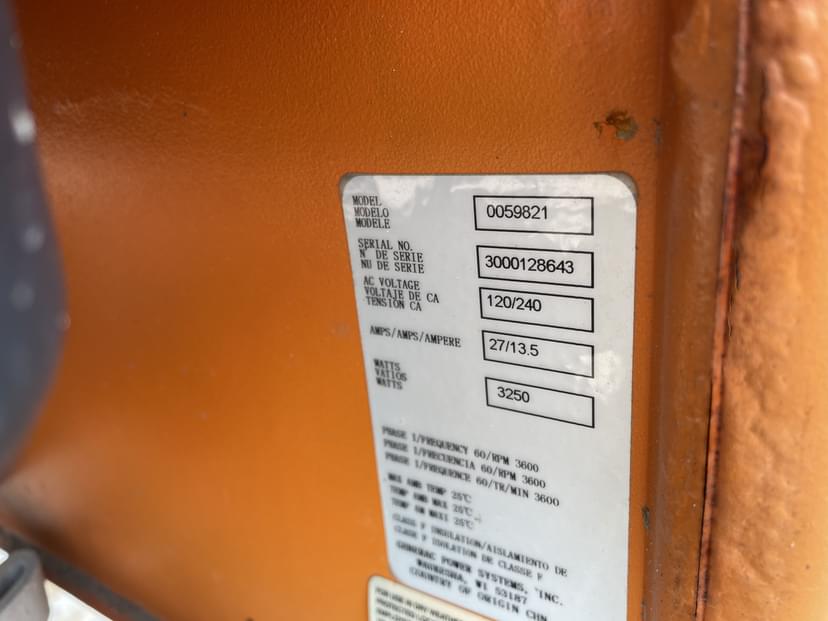 MODEL
MODELO
MODELE
0059821
SERIAL NO.
N° DE SERIE
NU DE SERIE
3000128643
AC VOLTAGE
VOLTAJE DE CA
TENSIÓN CA
120/240
AMPS/AMPS/AMPERE
27/13.5
WATTS
VATIOS
WATTS
3250
PHASE 1/FREQUENCY 60/RPM 3600
PHASE 1/FRECUENCIA 60/RPM 3600
PHASE 1/FREQUENCE 60/TR/MIN 3600
MAX AMB TEMP 25℃
TEMP AMB MAX 25℃
TEMP AM MAXI 25℃
CLASS F INSULATION/AISLAMIENTO DE
CLASE F ISOLATION DE CLASSE F
GENERAC POWER SYSTEMS, INC.
WAUKESHA, WI 53187
COUNTRY OF ORIGIN CHN